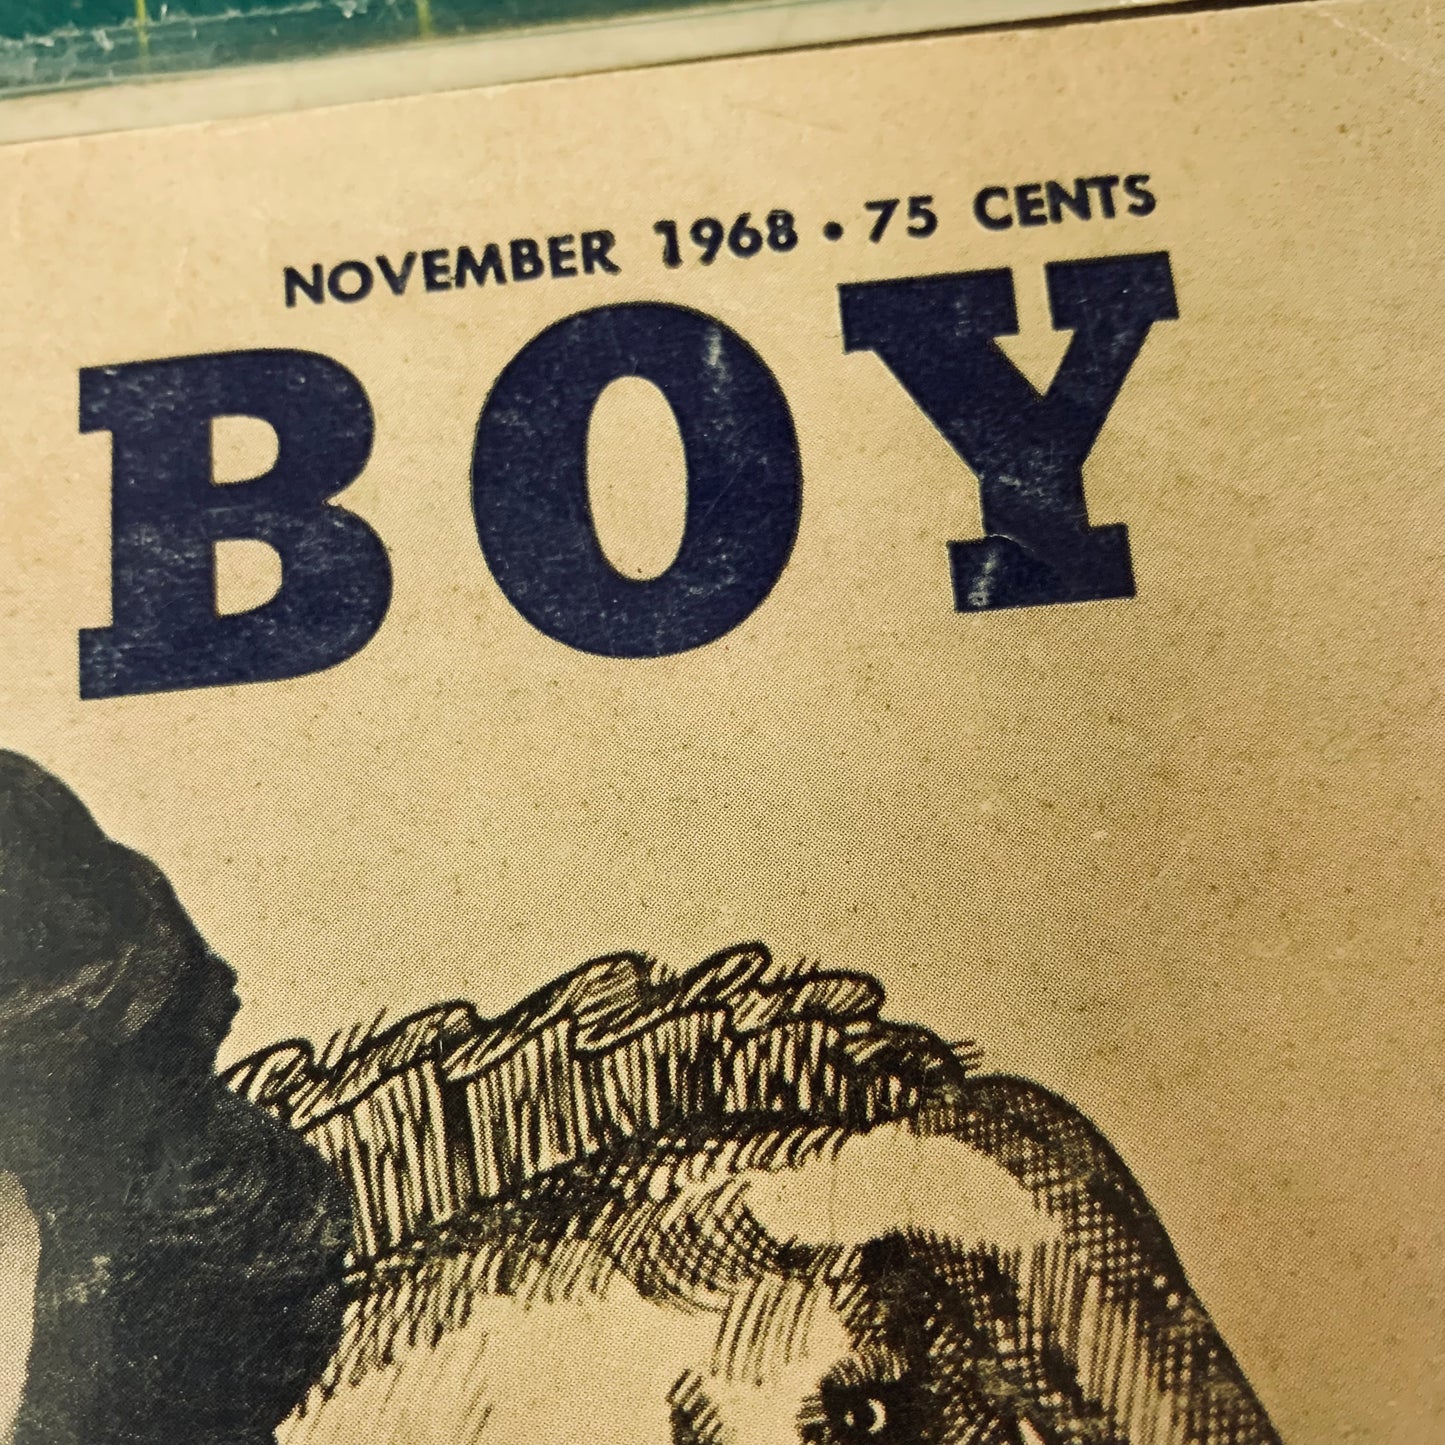 NOVEMBER 1968 • 75 CENTS
BOY